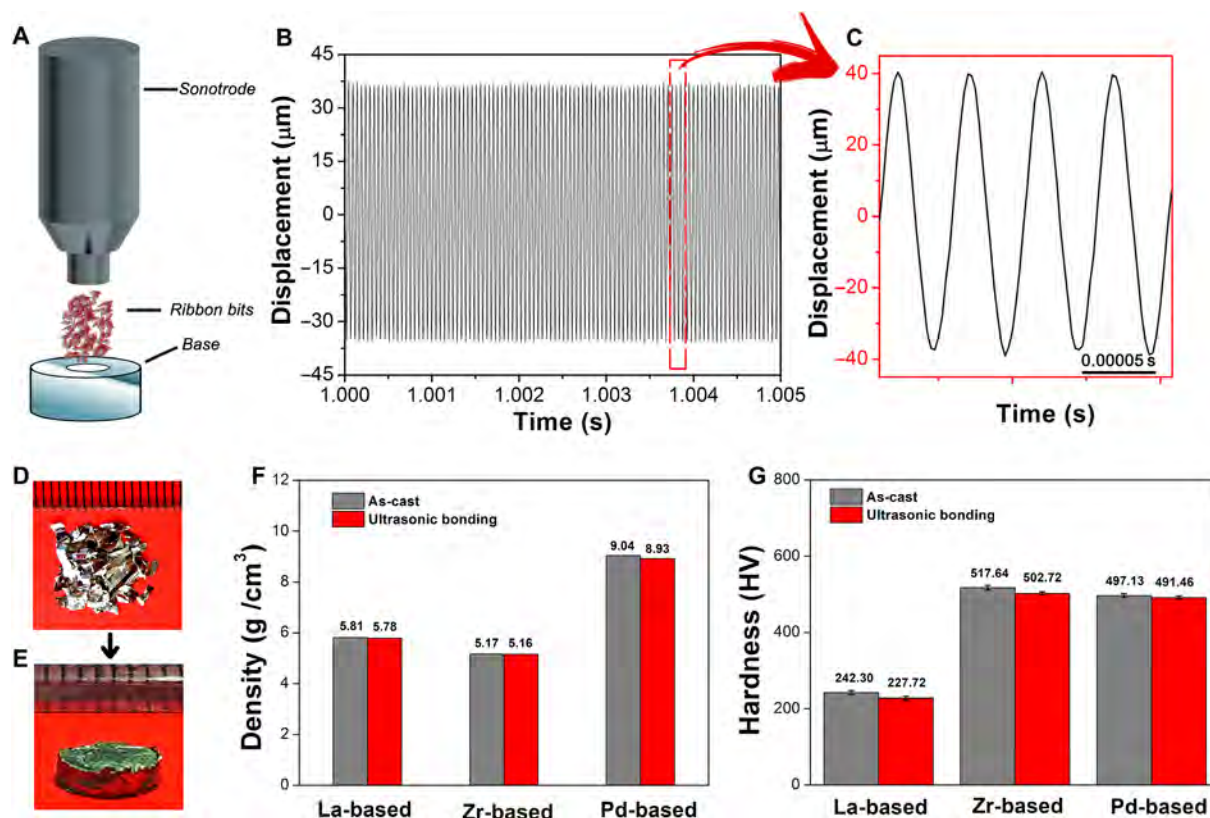 A
Sonotrode
Ribbon bits
Base
B
Displacement (μm)
45
30
15
0
−15
−30
−45
1.000
1.001
1.002
1.003
1.004
1.005
Time (s)
C
Displacement (μm)
40
20
0
−20
−40
0.00005 s
Time (s)
D
E
F
Density (g /cm³)
12
10
8
6
4
2
0
As-cast
Ultrasonic bonding
5.81
5.78
5.17
5.16
9.04
8.93
La-based
Zr-based
Pd-based
G
Hardness (HV)
800
600
400
200
0
As-cast
Ultrasonic bonding
242.30
227.72
517.64
502.72
497.13
491.46
La-based
Zr-based
Pd-based